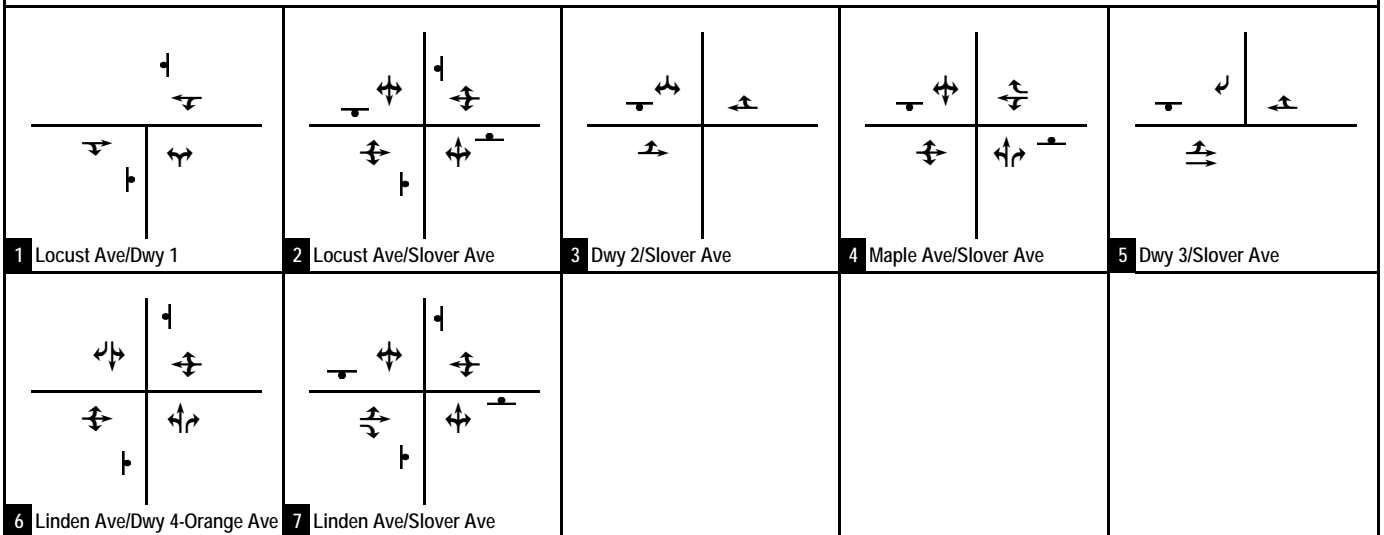 1 Locust Ave/Dwy 1
2 Locust Ave/Slover Ave
3 Dwy 2/Slover Ave
4 Maple Ave/Slover Ave
5 Dwy 3/Slover Ave
6 Linden Ave/Dwy 4-Orange Ave
7 Linden Ave/Slover Ave